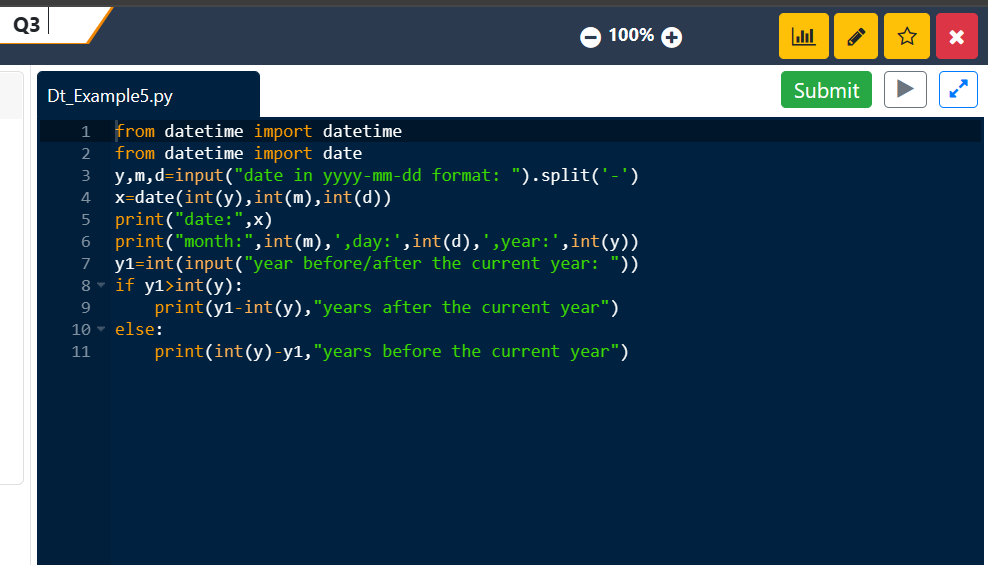 Q3
100%
Dt_Example5.py
Submit
1 from datetime import datetime
2 from datetime import date
3 y,m,d=input("date in yyyy-mm-dd format: ").split('-')
4 x=date(int(y),int(m),int(d))
5 print("date:",x)
6 print("month:",int(m),',day:',int(d),',year:',int(y))
7 y1=int(input("year before/after the current year: "))
8 if y1>int(y):
9     print(y1-int(y),"years after the current year")
10 else:
11     print(int(y)-y1,"years before the current year")